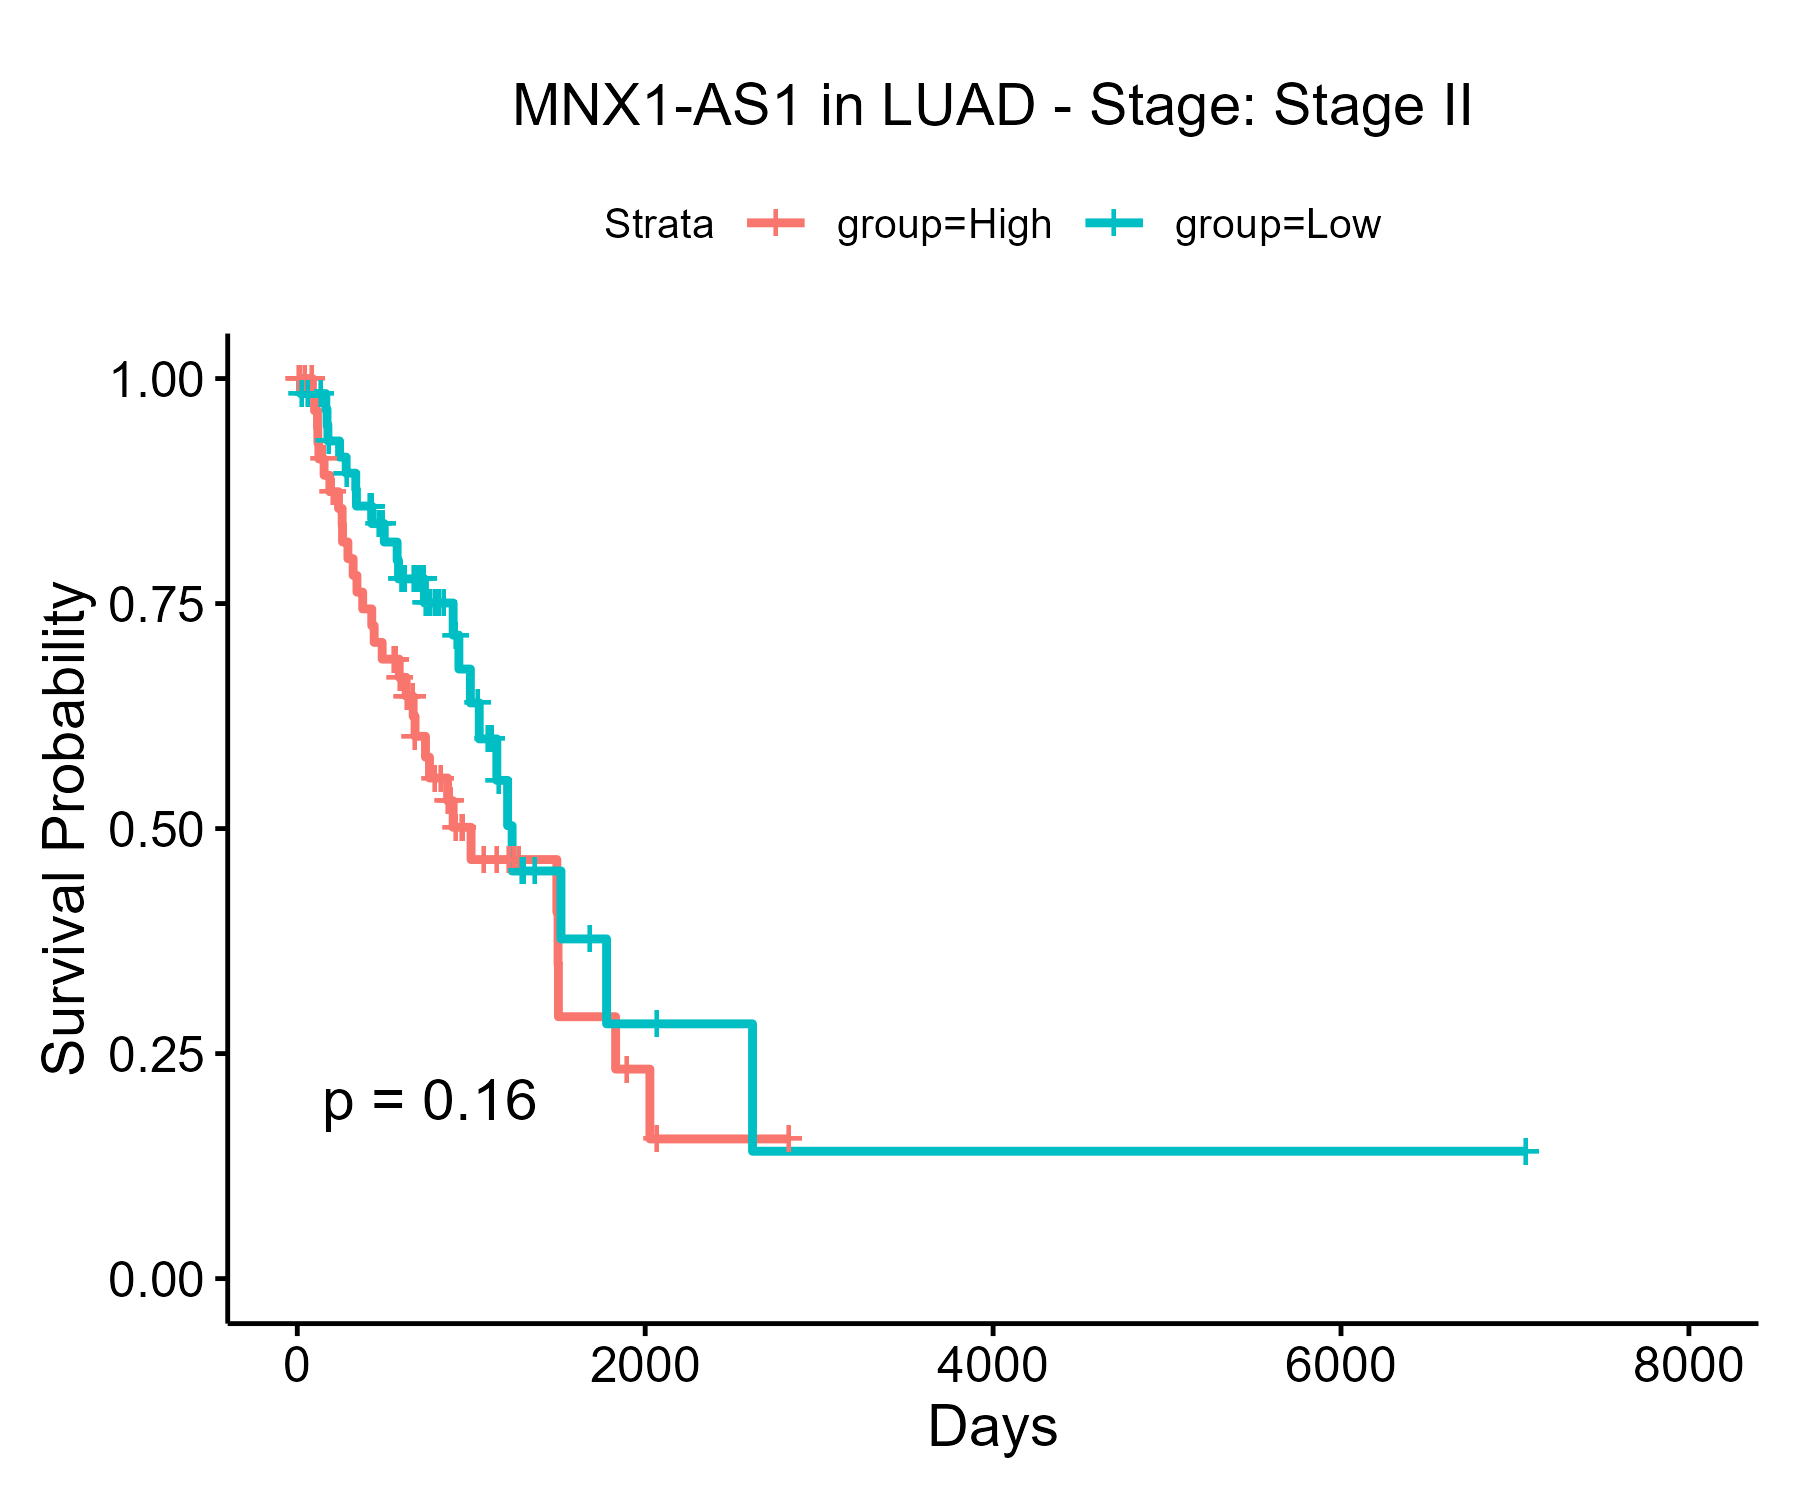 MNX1-AS1 in LUAD - Stage: Stage II
Strata group=High group=Low
Survival Probability
1.00
0.75
0.50
0.25
0.00
p = 0.16
0 2000 4000 6000 8000
Days